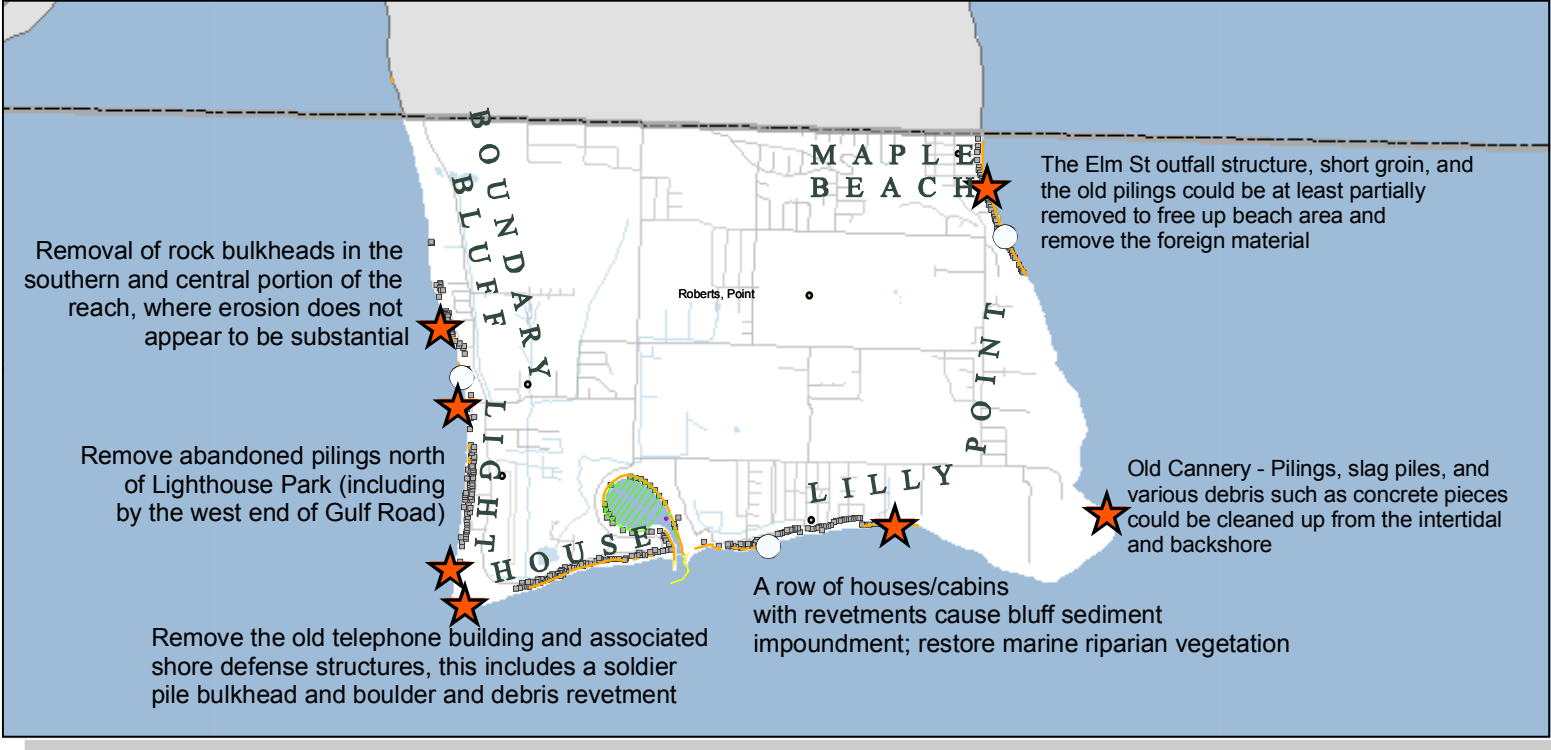 BOUNDARY
BLUFF
MAPLE
BEACH
The Elm St outfall structure, short groin, and
the old pilings could be at least partially
removed to free up beach area and
remove the foreign material
Removal of rock bulkheads in the
southern and central portion of the
reach, where erosion does not
appear to be substantial
Roberts, Point
Remove abandoned pilings north
of Lighthouse Park (including
by the west end of Gulf Road)
LIGHTHOUSE
LILLY POINT
Old Cannery - Pilings, slag piles, and
various debris such as concrete pieces
could be cleaned up from the intertidal
and backshore
A row of houses/cabins
with revetments cause bluff sediment
impoundment; restore marine riparian vegetation
Remove the old telephone building and associated
shore defense structures, this includes a soldier
pile bulkhead and boulder and debris revetment